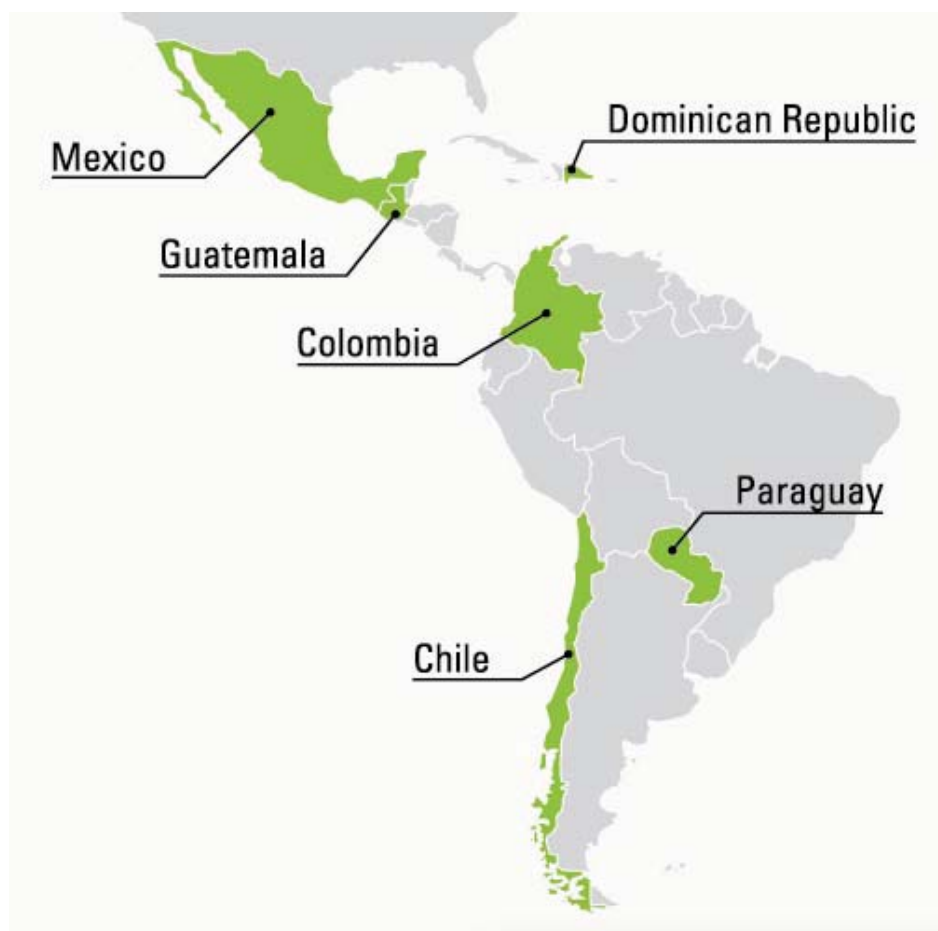 Dominican Republic
Mexico
Guatemala
Colombia
Paraguay
Chile